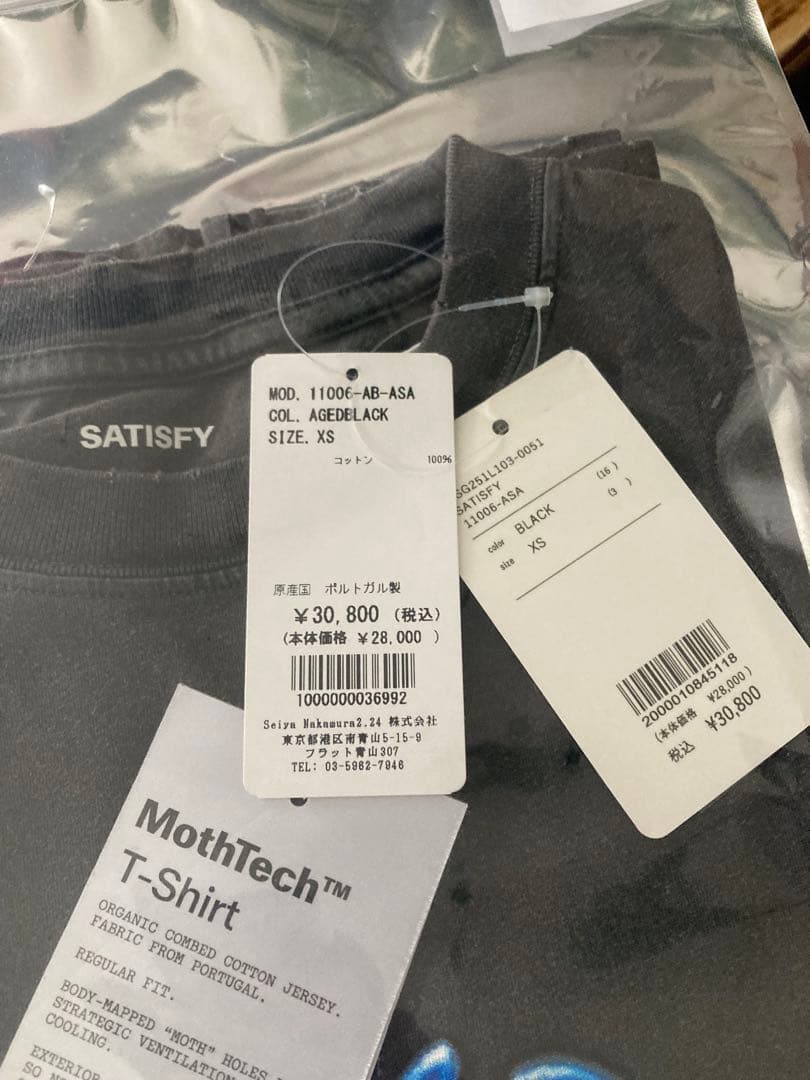 SATISFY
MOD. 11006-AB-ASA
COL. AGEDBLACK
SIZE. XS
コットン 100%
原産国 ポルトガル製
¥30,800 (税込)
(本体価格 ¥28,000 )
1000000036992
Seiya Nakamura2.24 株式会社
東京都港区南青山5-15-9
フラット青山307
TEL: 03-5962-7946
SG251L103-0051
SATISFY
11006-ASA
color BLACK (16 )
size XS (3 )
2000010845118
(本体価格 ¥28,000)
税込 ¥30,800
MothTech™
T-Shirt
ORGANIC COMBED COTTON JERSEY.
FABRIC FROM PORTUGAL.
REGULAR FIT.
BODY-MAPPED "MOTH" HOLES
STRATEGIC VENTILATION
COOLING.
EXTERIOR
SO